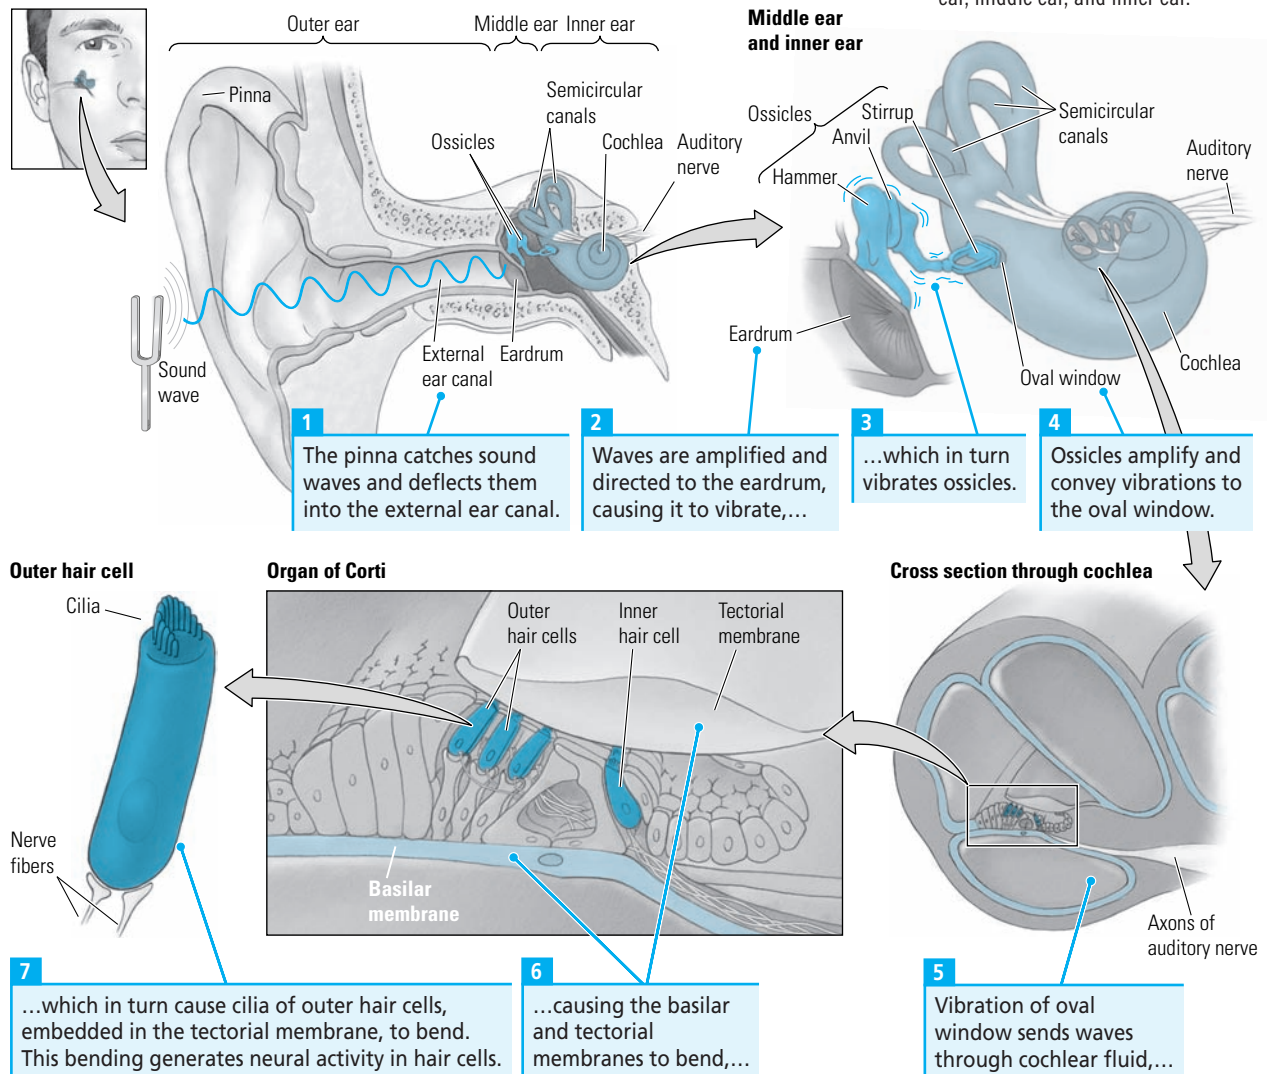 ear, middle ear, and inner ear.
Outer ear
Middle ear
Inner ear
Pinna
Semicircular
canals
Ossicles
Cochlea
Auditory
nerve
Sound
wave
External
ear canal
Eardrum
Middle ear
and inner ear
Ossicles
Stirrup
Anvil
Hammer
Semicircular
canals
Auditory
nerve
Eardrum
Oval window
Cochlea
1
The pinna catches sound
waves and deflects them
into the external ear canal.
2
Waves are amplified and
directed to the eardrum,
causing it to vibrate,…
3
…which in turn
vibrates ossicles.
4
Ossicles amplify and
convey vibrations to
the oval window.
Outer hair cell
Cilia
Nerve
fibers
Organ of Corti
Outer
hair cells
Inner
hair cell
Tectorial
membrane
Basilar
membrane
Cross section through cochlea
Axons of
auditory nerve
7
…which in turn cause cilia of outer hair cells,
embedded in the tectorial membrane, to bend.
This bending generates neural activity in hair cells.
6
…causing the basilar
and tectorial
membranes to bend,…
5
Vibration of oval
window sends waves
through cochlear fluid,…